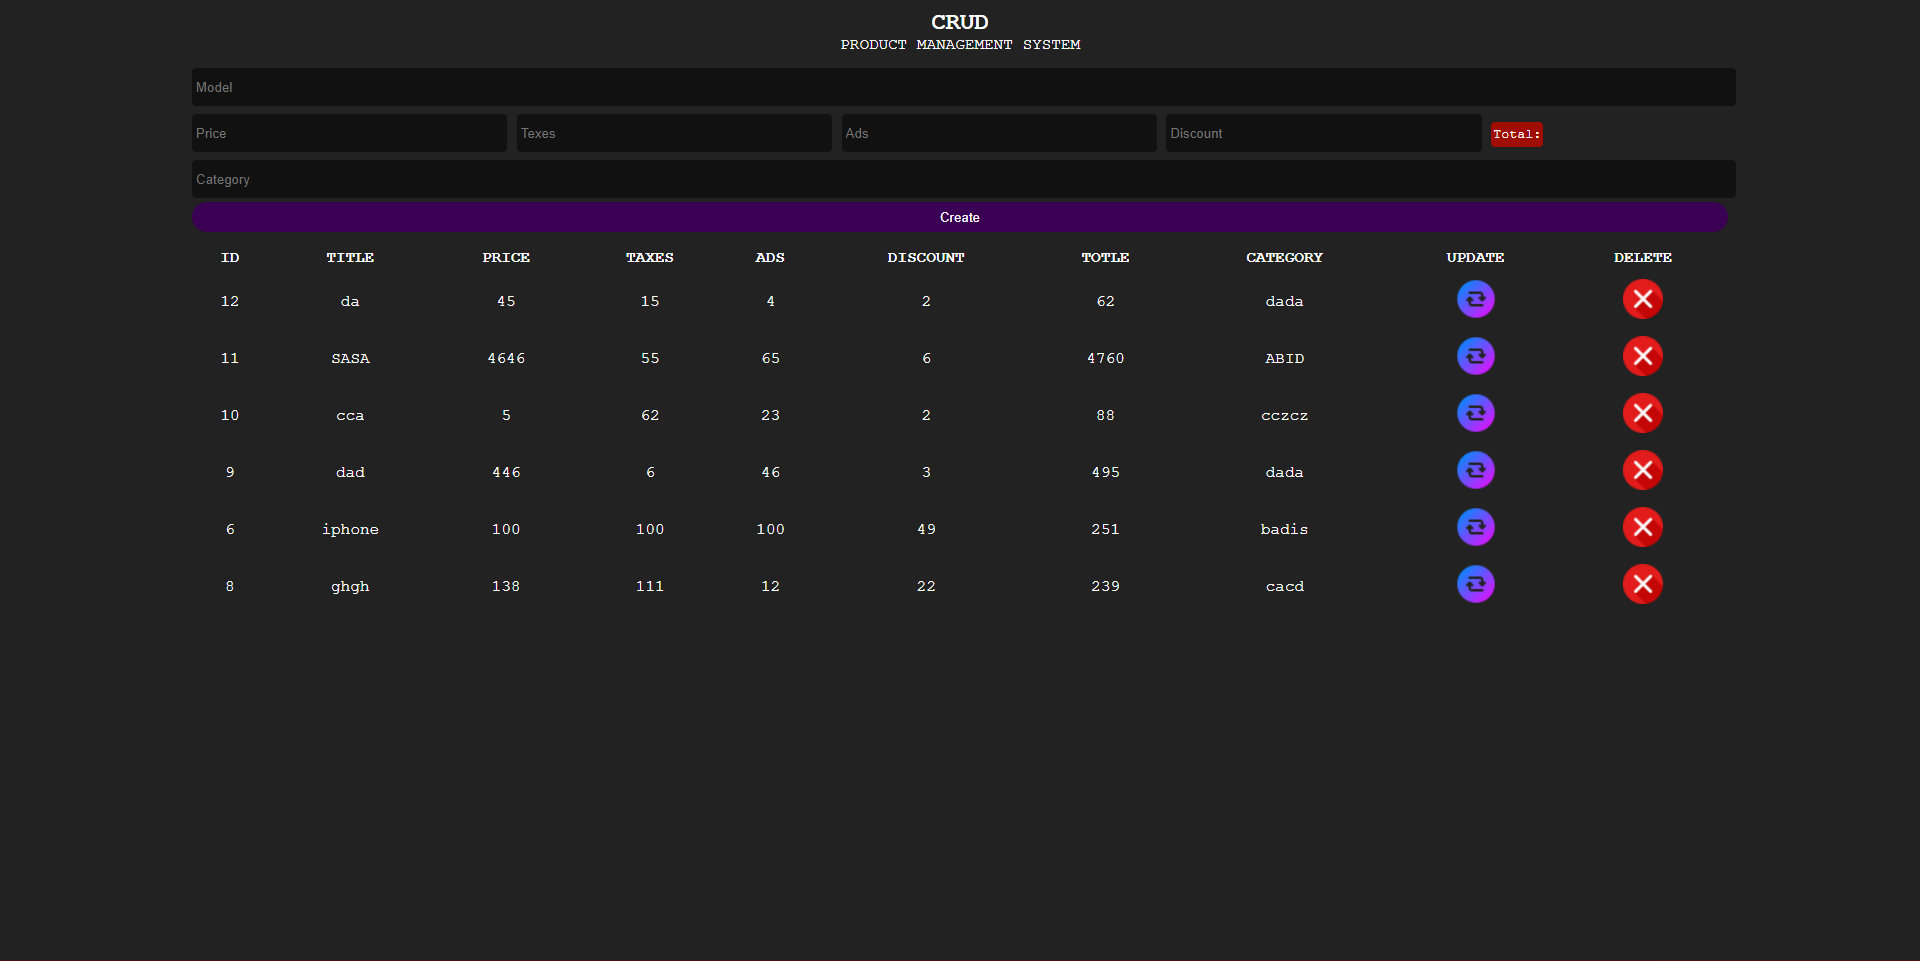 CRUD
PRODUCT MANAGEMENT SYSTEM
Model
Price Texes Ads Discount Total:
Category
Create
ID TITLE PRICE TAXES ADS DISCOUNT TOTLE CATEGORY UPDATE DELETE
12 da 45 15 4 2 62 dada
11 SASA 4646 55 65 6 4760 ABID
10 cca 5 62 23 2 88 cczcz
9 dad 446 6 46 3 495 dada
6 iphone 100 100 100 49 251 badis
8 ghgh 138 111 12 22 239 cacd